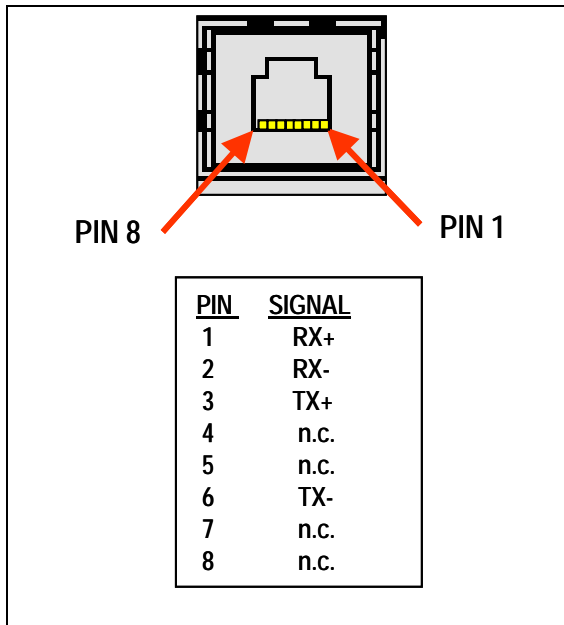 PIN 8
PIN 1
PIN SIGNAL
1 RX+
2 RX-
3 TX+
4 n.c.
5 n.c.
6 TX-
7 n.c.
8 n.c.